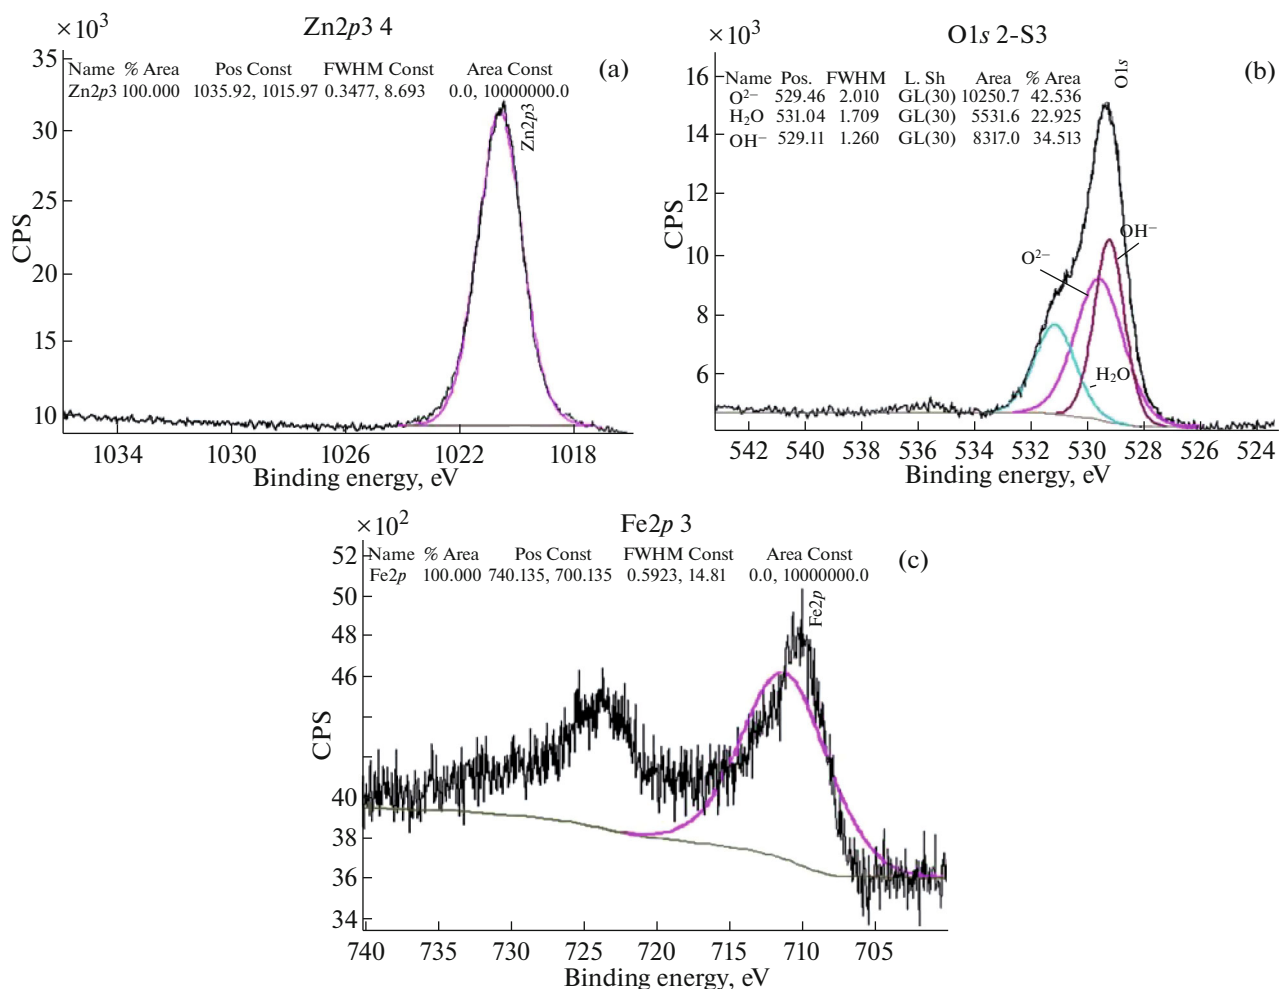 Zn2p3 4
×10³
Name % Area Pos Const FWHM Const Area Const
Zn2p3 100.000 1035.92, 1015.97 0.3477, 8.693 0.0, 10000000.0
(a)
Zn2p3
35
30
25
20
15
10
CPS
1034 1030 1026 1022 1018
Binding energy, eV
O1s 2-S3
×10³
Name Pos. FWHM L. Sh Area % Area
O²⁻ 529.46 2.010 GL(30) 10250.7 42.536
H₂O 531.04 1.709 GL(30) 5531.6 22.925
OH⁻ 529.11 1.260 GL(30) 8317.0 34.513
(b)
O1s
OH⁻
O²⁻
H₂O
16
14
12
10
8
6
CPS
542 540 538 536 534 532 530 528 526 524
Binding energy, eV
Fe2p 3
×10²
Name % Area Pos Const FWHM Const Area Const
Fe2p 100.000 740.135, 700.135 0.5923, 14.81 0.0, 10000000.0
(c)
Fe2p
52
50
48
46
40
38
36
34
CPS
740 735 730 725 720 715 710 705
Binding energy, eV